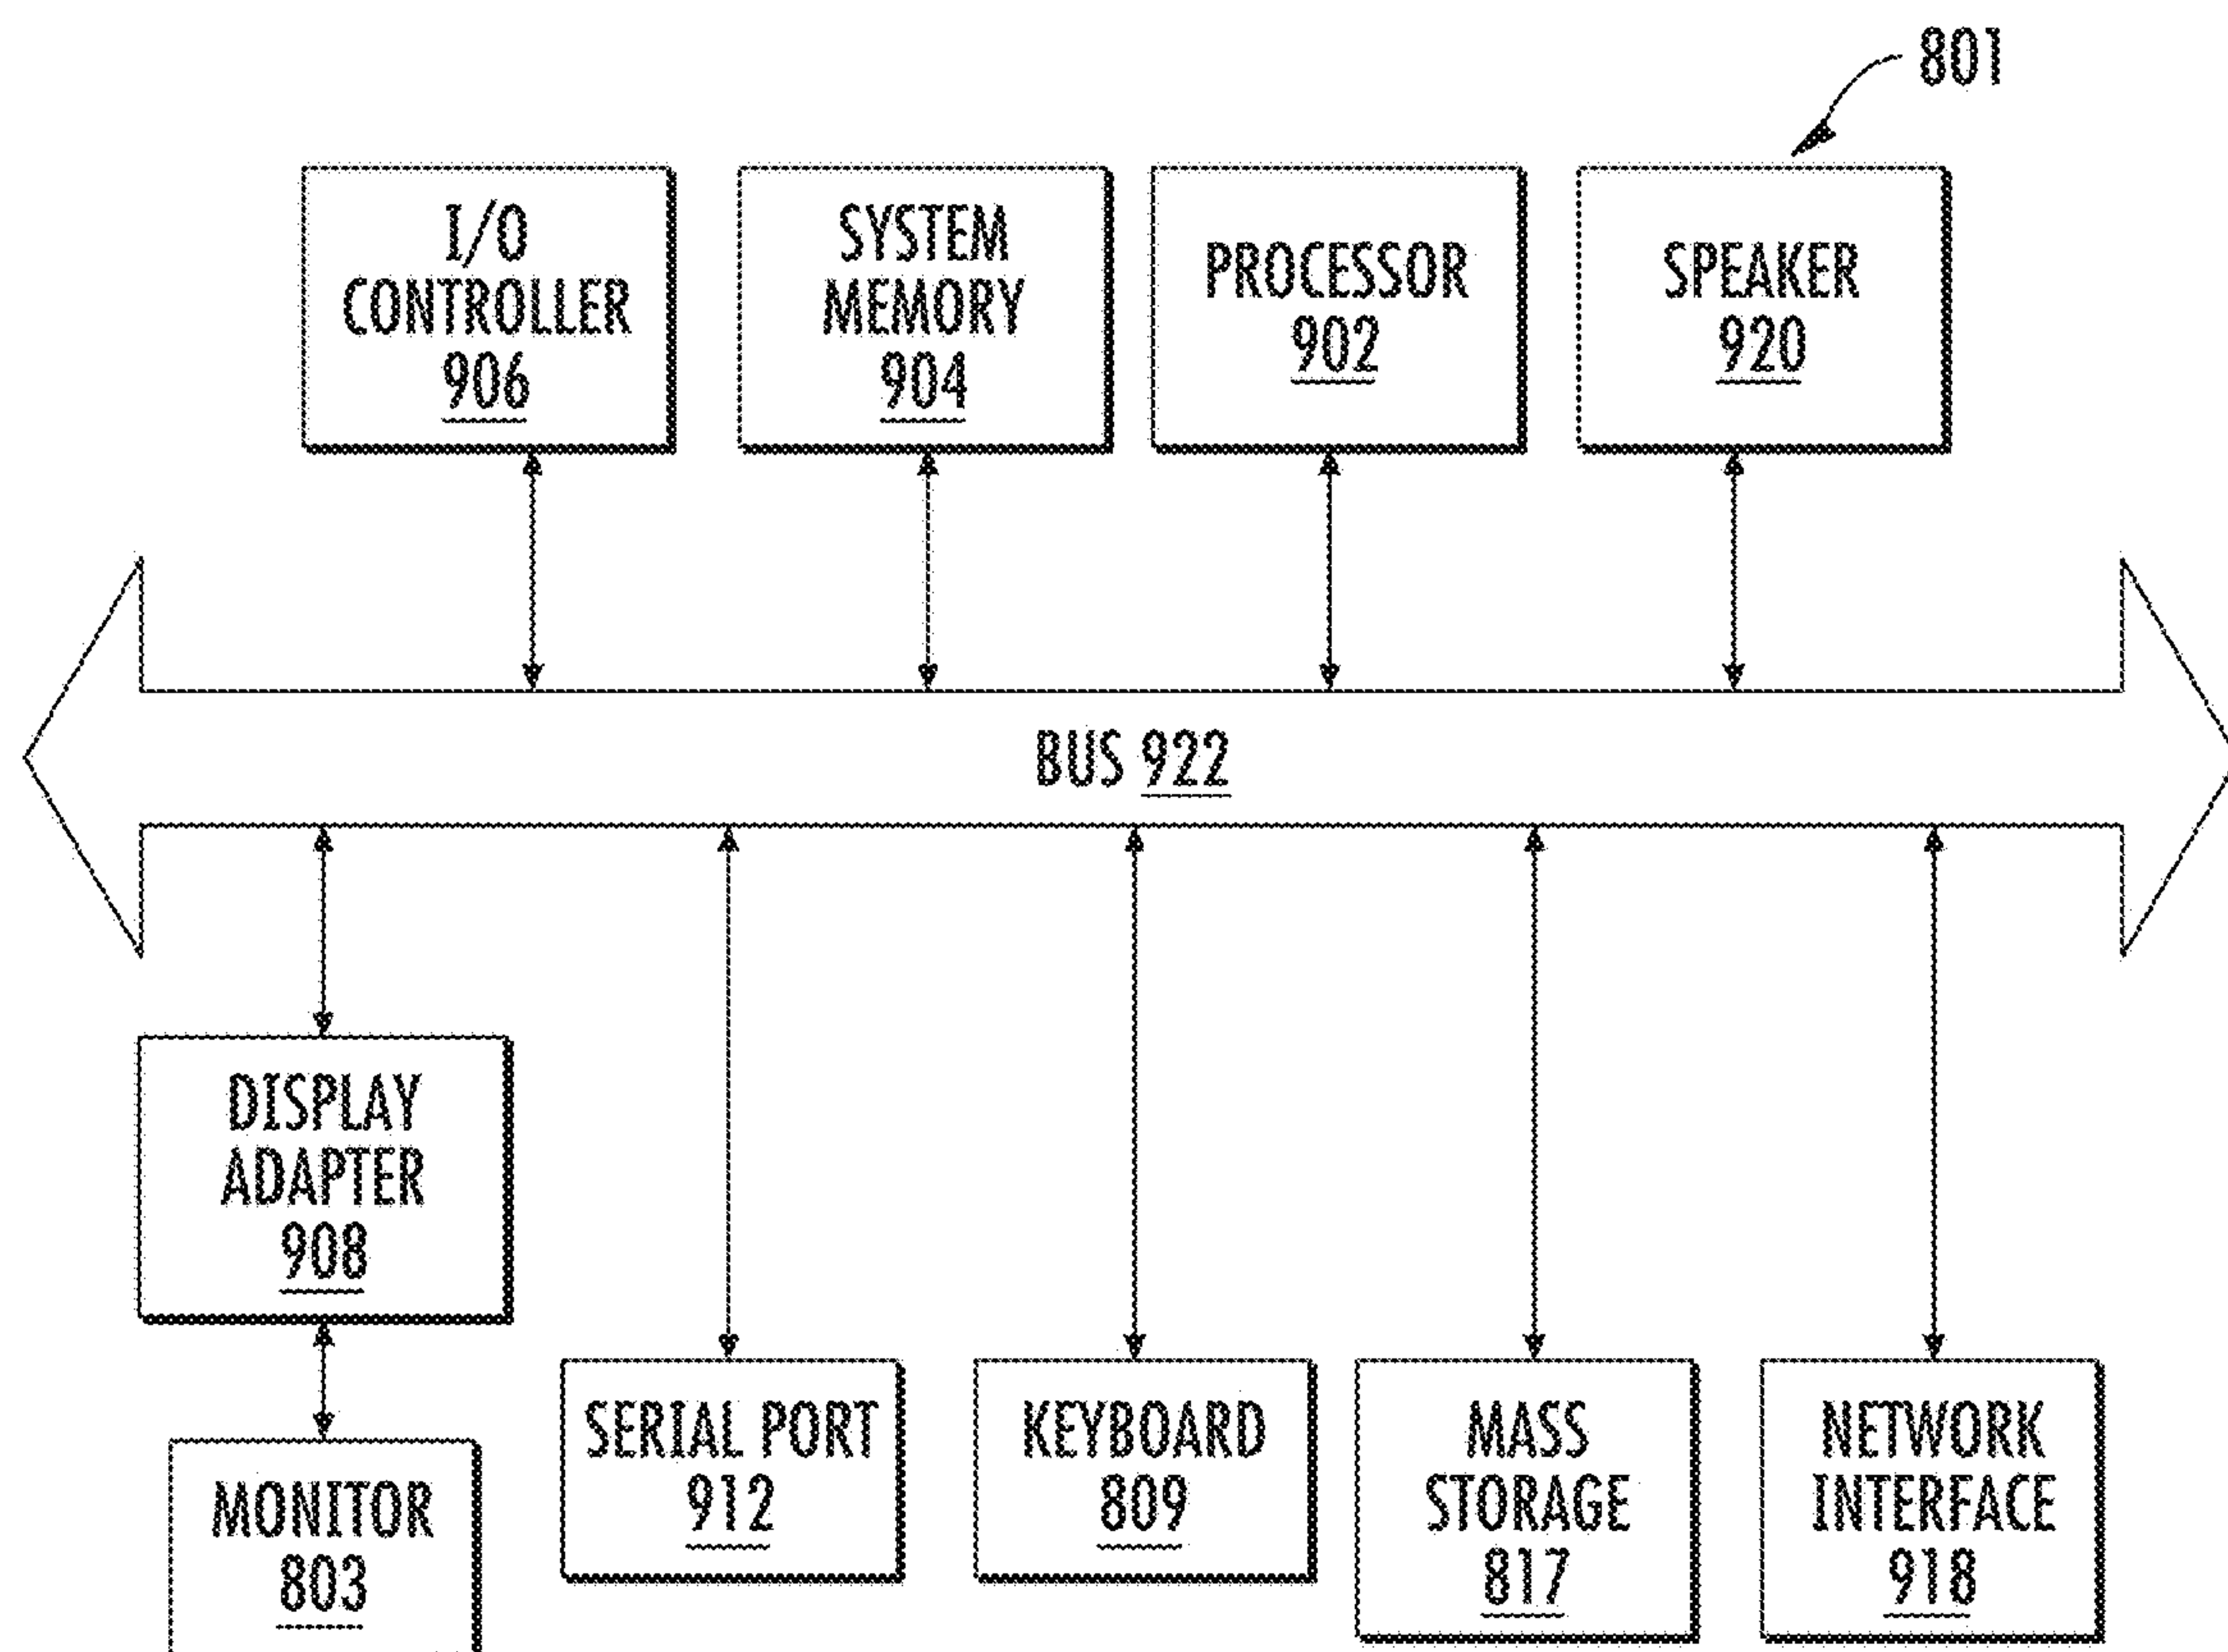 801
I/O
CONTROLLER
906
SYSTEM
MEMORY
904
PROCESSOR
902
SPEAKER
920
BUS 922
DISPLAY
ADAPTER
908
MONITOR
803
SERIAL PORT
912
KEYBOARD
809
MASS
STORAGE
817
NETWORK
INTERFACE
918